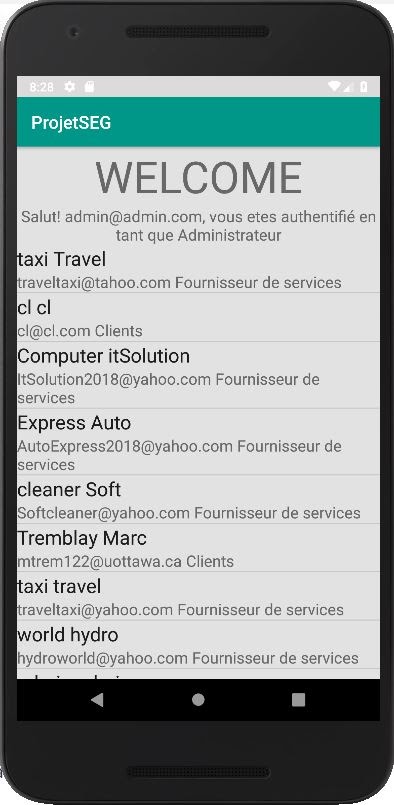 8:28
ProjetSEG
WELCOME
Salut! admin@admin.com, vous etes authentifié en
tant que Administrateur
taxi Travel
traveltaxi@tahoo.com Fournisseur de services
cl cl
cl@cl.com Clients
Computer itSolution
ItSolution2018@yahoo.com Fournisseur de
services
Express Auto
AutoExpress2018@yahoo.com Fournisseur de
services
cleaner Soft
Softcleaner@yahoo.com Fournisseur de services
Tremblay Marc
mtrem122@uottawa.ca Clients
taxi travel
traveltaxi@yahoo.com Fournisseur de services
world hydro
hydroworld@yahoo.com Fournisseur de services